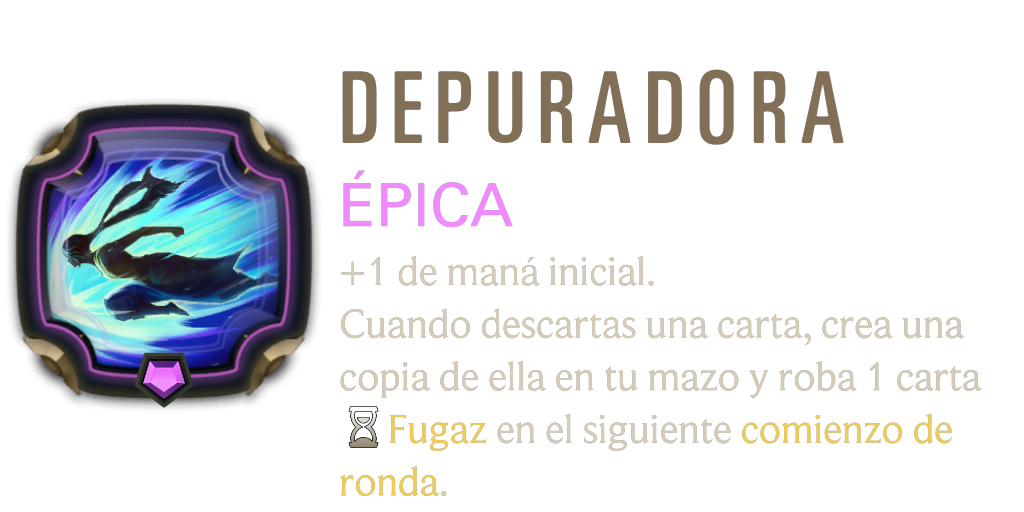 DEPURADORA
ÉPICA
+1 de maná inicial.
Cuando descartas una carta, crea una
copia de ella en tu mazo y roba 1 carta
Fugaz en el siguiente comienzo de
ronda.